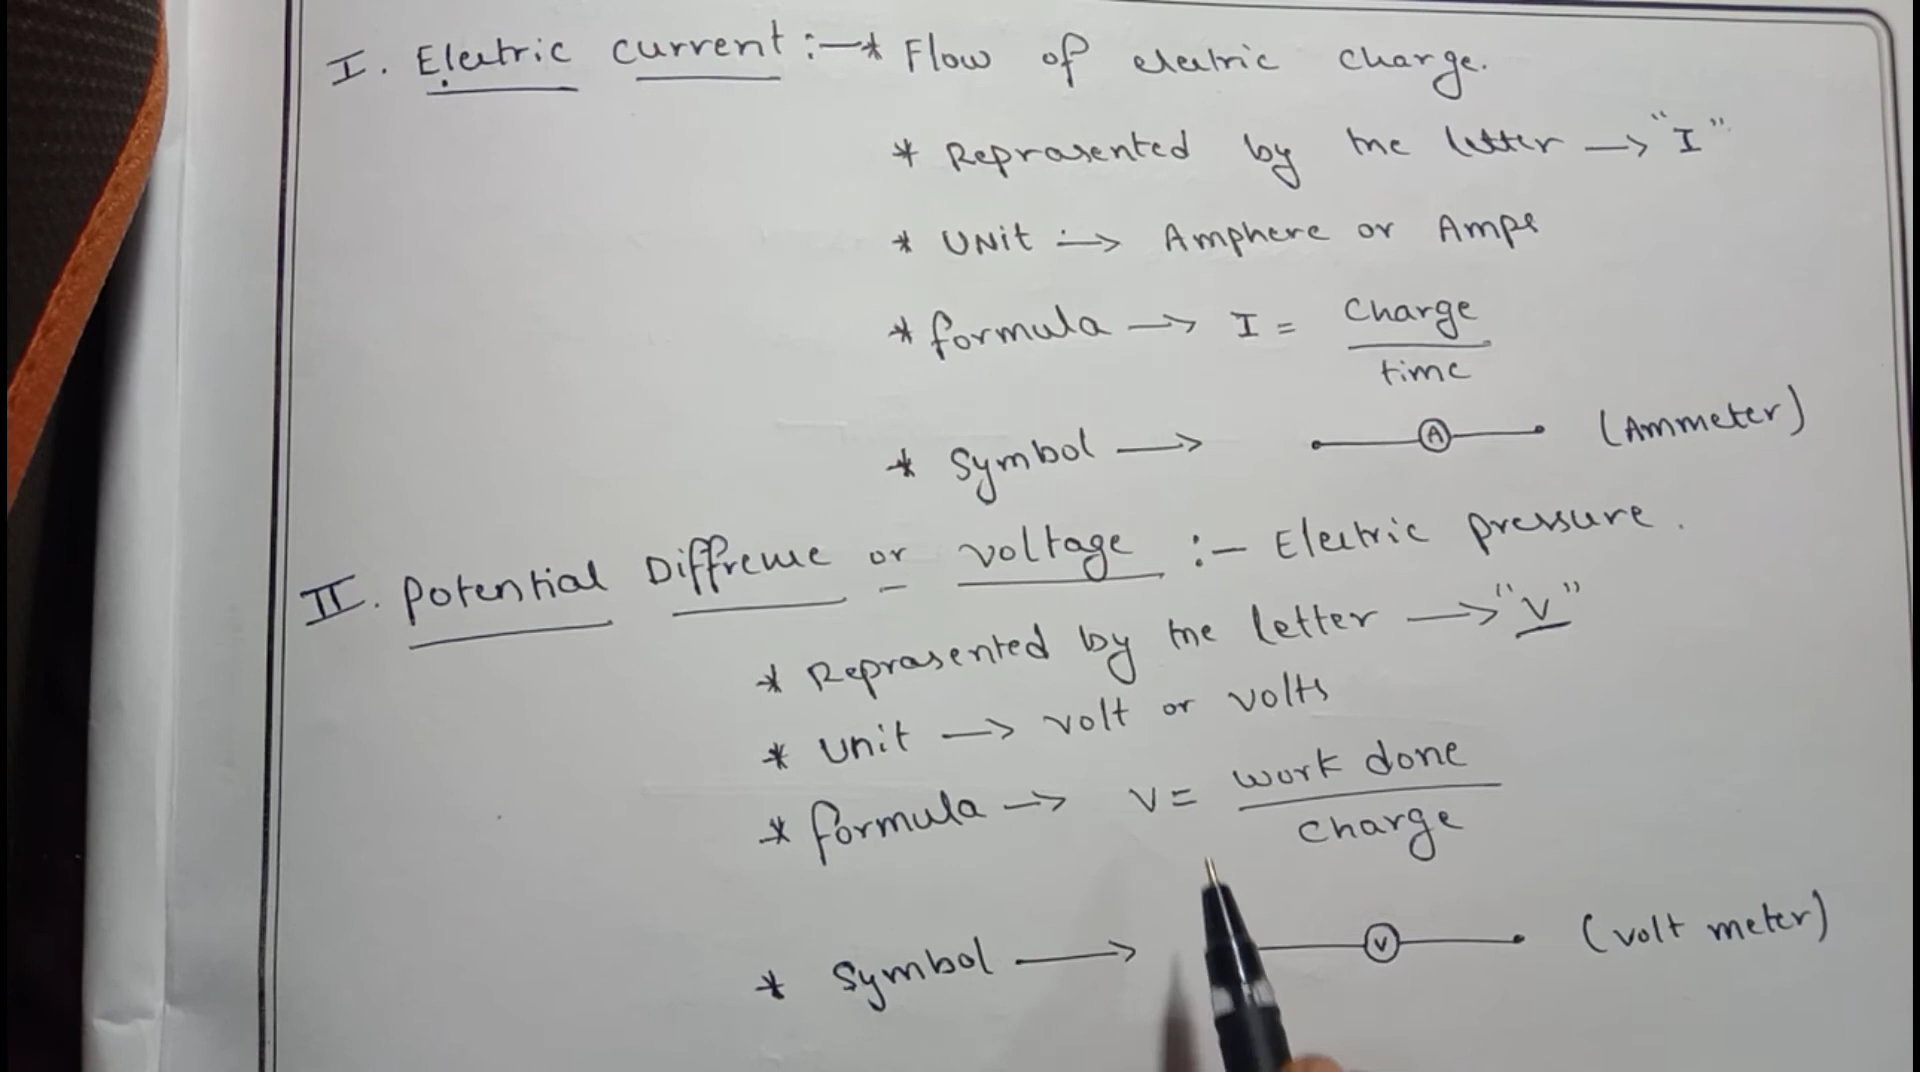 I. Electric current :-* Flow of electric charge.
* Reprasented by the letter → "I"
* UNit :→ Amphere or Amps
* formula → I = Charge
time
* Symbol → A (Ammeter)
II. Potential Diffrence or voltage :- Electric pressure.
* Reprasented by the letter → "V"
* Unit → volt or volts
* formula → V = work done
charge
* Symbol → V (volt meter)